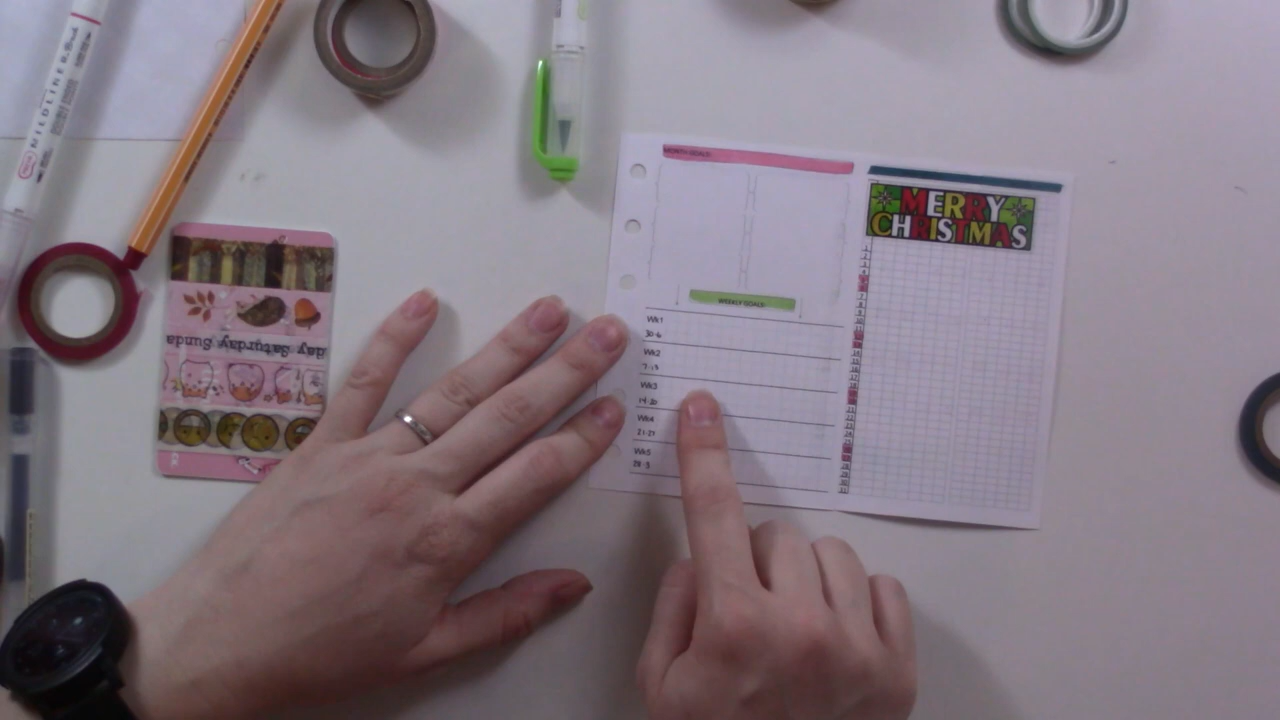 MILDLINER Brush
MONTH GOALS:
MERRY
CHRISTMAS
WEEKLY GOALS:
WK1
30-6
WK2
7-13
WK3
14-20
WK4
21-27
WK5
28-3
day Saturday Sunda